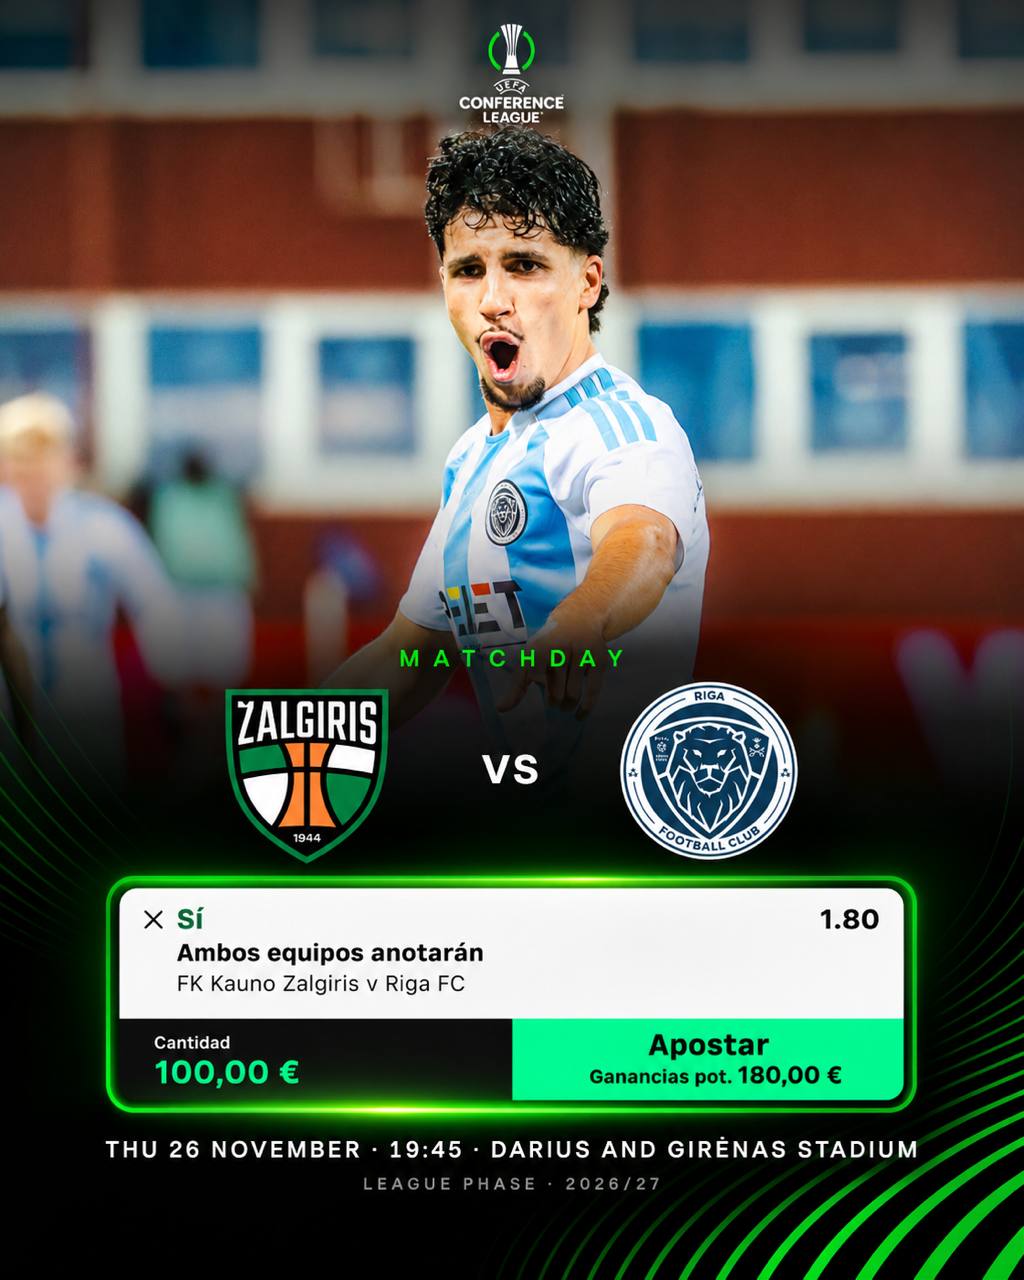 UEFA
CONFERENCE
LEAGUE
MATCHDAY
ZALGIRIS
1944
VS
RIGA
FOOTBALL CLUB
Sí
1.80
Ambos equipos anotarán
FK Kauno Zalgiris v Riga FC
Cantidad
100,00 €
Apostar
Ganancias pot. 180,00 €
THU 26 NOVEMBER · 19:45 · DARIUS AND GIRĖNAS STADIUM
LEAGUE PHASE · 2026/27